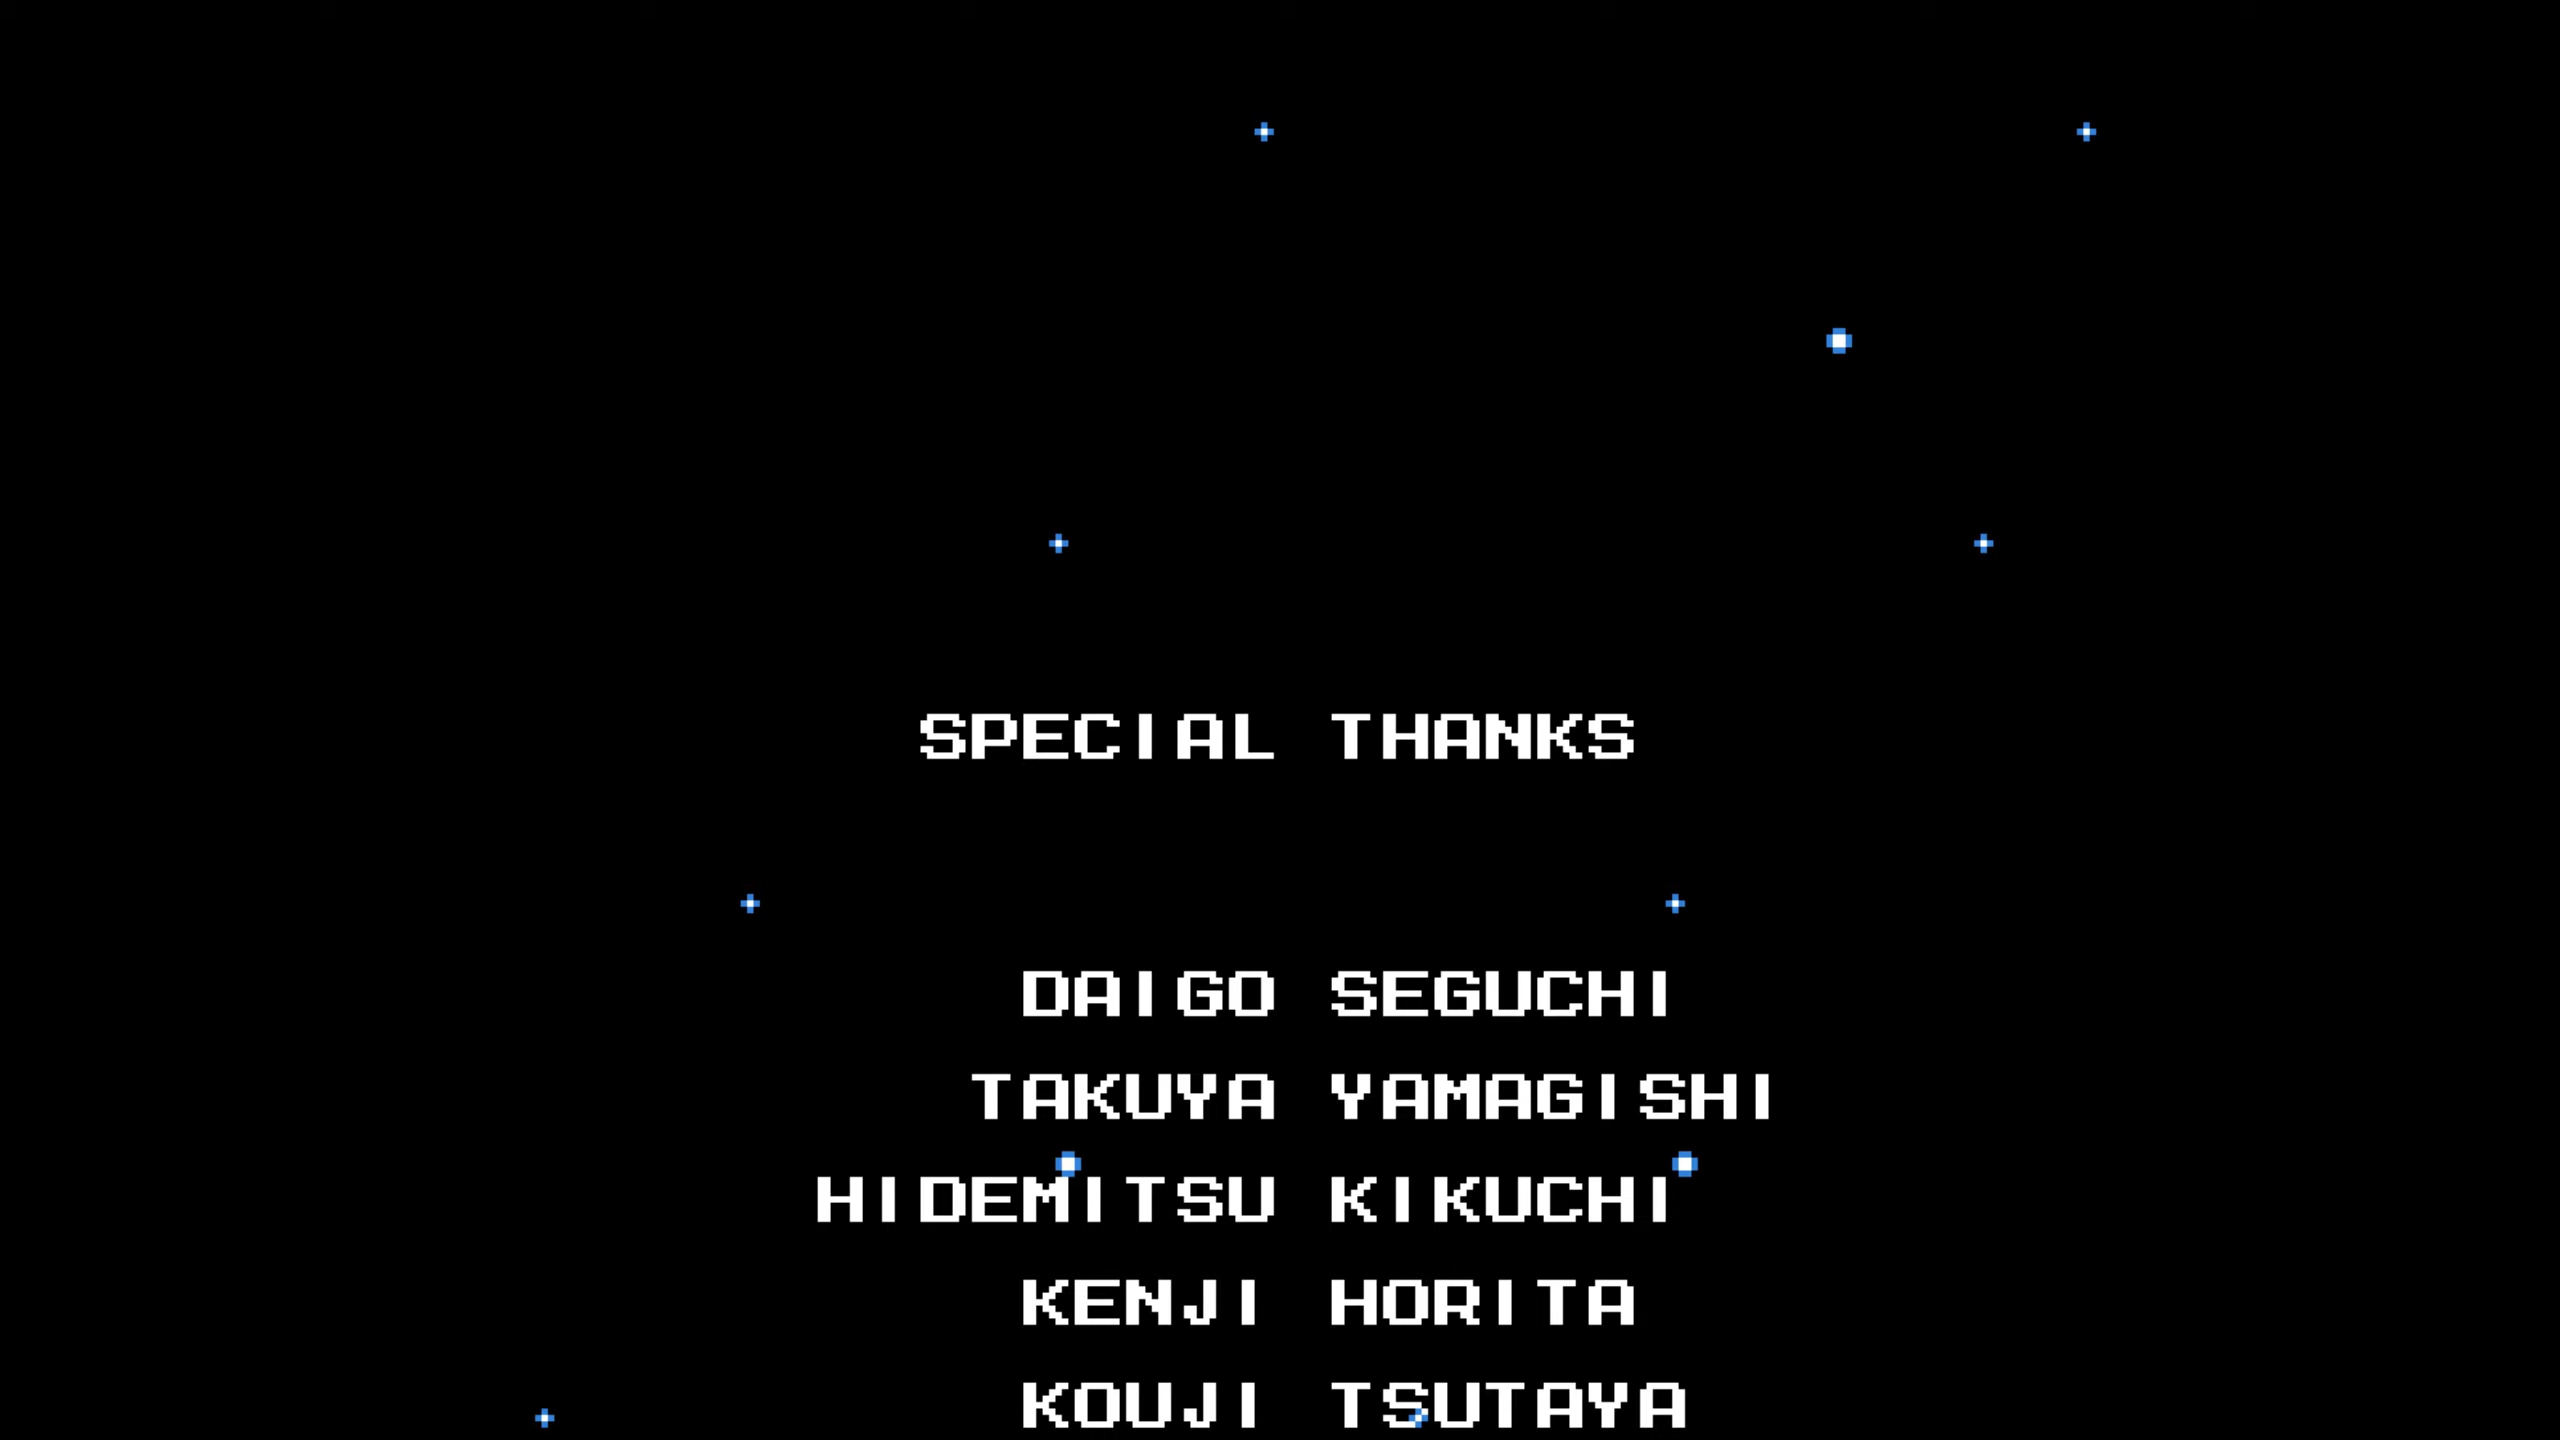 SPECIAL THANKS
DAIGO SEGUCHI
TAKUYA YAMAGISHI
HIDEMITSU KIKUCHI
KENJI HORITA
KOUJI TSUTAYA